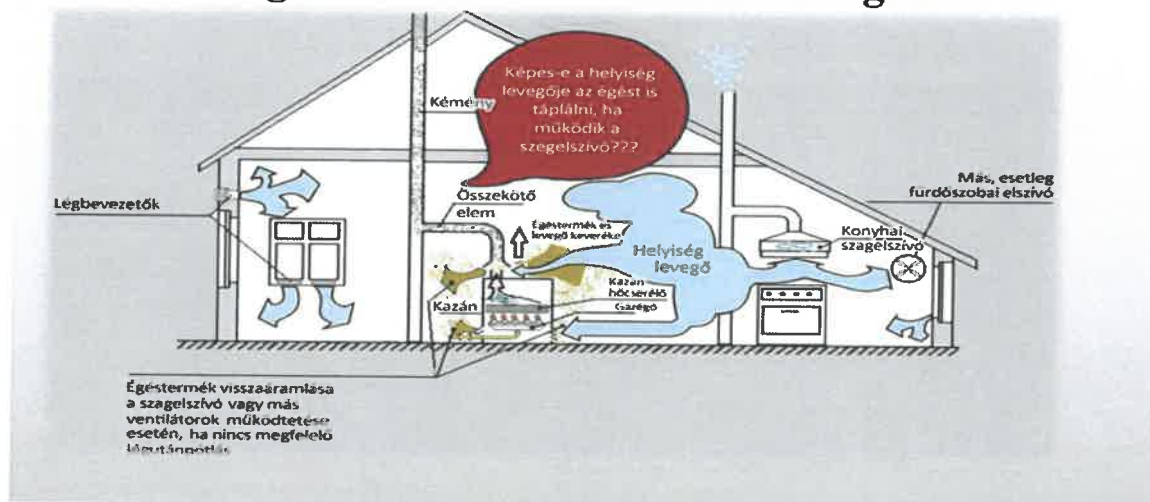 Képes-e a helyiség
levegője az égést is
táplálni, ha
működik a
szegelszívó???
Kémény
Légbevezetők
Összekötő
elem
Égéstermék és
levegő keveréke
Helyiség
levegő
Más, esetleg
fürdőszobai elszívó
Konyhai
szagelszívó
Kazán
Kazán
hőcserélő
Gázégő
Égéstermék visszaáramlása
a szagelszívó vagy más
ventilátorok működtetése
esetén, ha nincs megfelelő
légutánpótlás